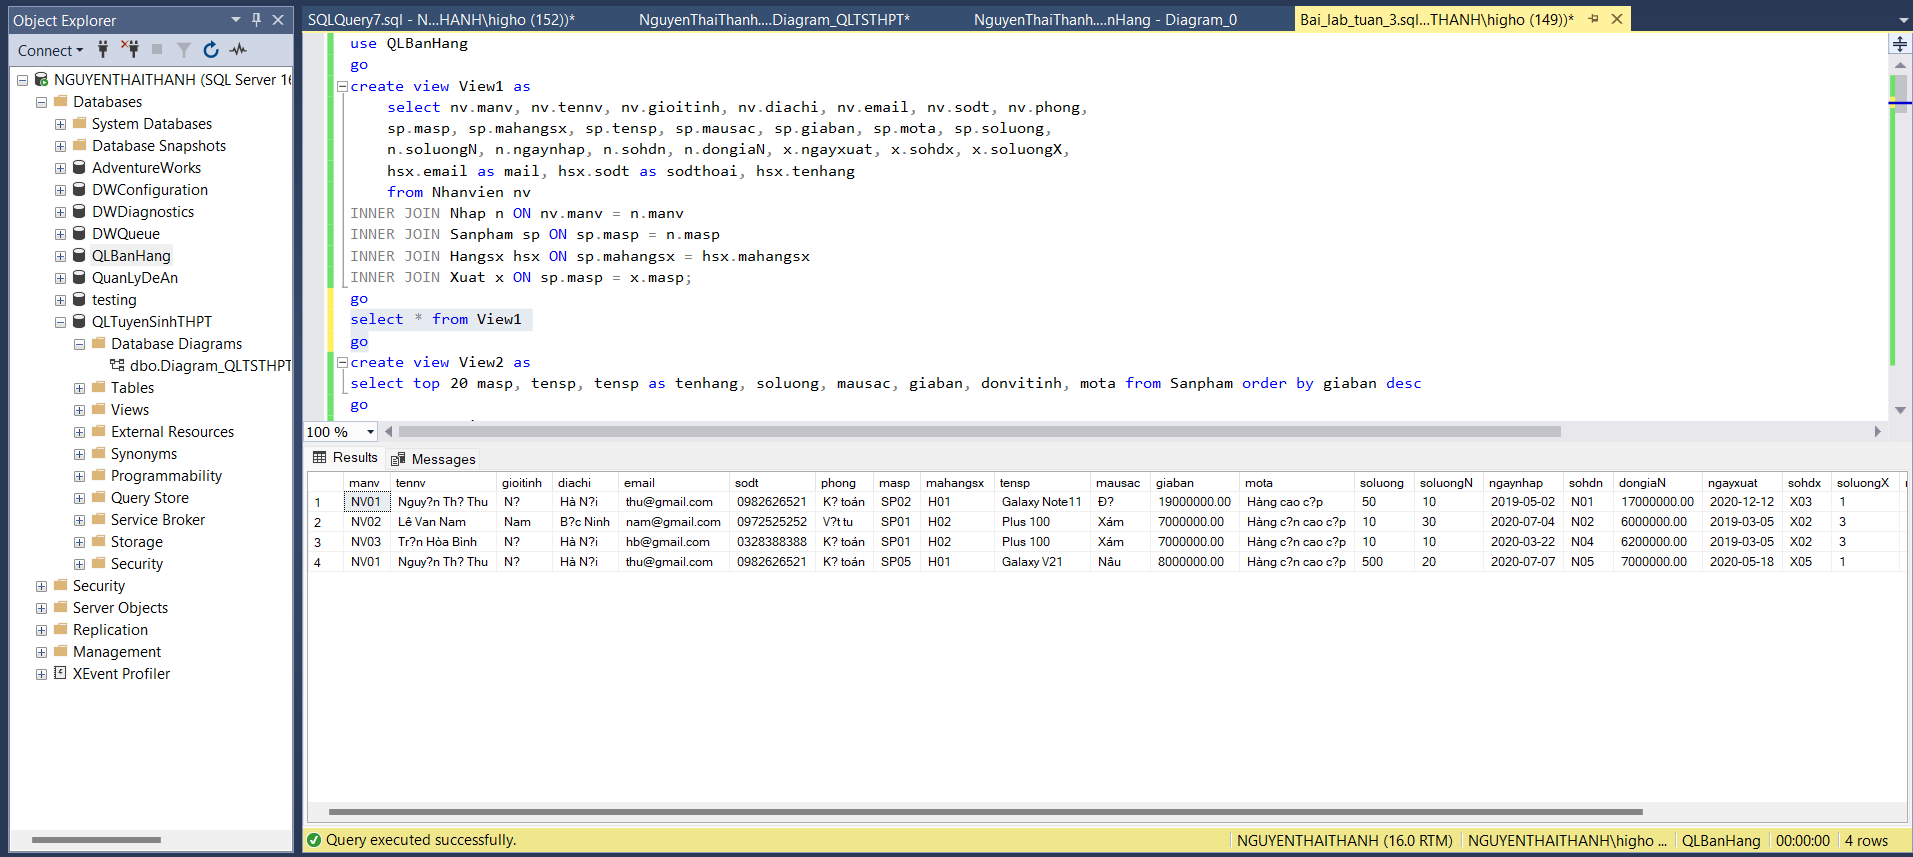 Object Explorer
Connect
NGUYENTHAITHANH (SQL Server 16
Databases
System Databases
Database Snapshots
AdventureWorks
DWConfiguration
DWDiagnostics
DWQueue
QLBanHang
QuanLyDeAn
testing
QLTuyenSinhTHPT
Database Diagrams
dbo.Diagram_QLTSTHPT
Tables
Views
External Resources
Synonyms
Programmability
Query Store
Service Broker
Storage
Security
Security
Server Objects
Replication
Management
XEvent Profiler
SQLQuery7.sql - N...HANH\higho (152))* NguyenThaiThanh....Diagram_QLTSTHPT* NguyenThaiThanh....nHang - Diagram_0 Bai_lab_tuan_3.sql...THANH\higho (149))*
use QLBanHang
go
create view View1 as
select nv.manv, nv.tennv, nv.gioitinh, nv.diachi, nv.email, nv.sodt, nv.phong,
sp.masp, sp.mahangsx, sp.tensp, sp.mausac, sp.giaban, sp.mota, sp.soluong,
n.soluongN, n.ngaynhap, n.sohdn, n.dongiaN, x.ngayxuat, x.sohdx, x.soluongX,
hsx.email as mail, hsx.sodt as sodthoai, hsx.tenhang
from Nhanvien nv
INNER JOIN Nhap n ON nv.manv = n.manv
INNER JOIN Sanpham sp ON sp.masp = n.masp
INNER JOIN Hangsx hsx ON sp.mahangsx = hsx.mahangsx
INNER JOIN Xuat x ON sp.masp = x.masp;
go
select * from View1
go
create view View2 as
select top 20 masp, tensp, tensp as tenhang, soluong, mausac, giaban, donvitinh, mota from Sanpham order by giaban desc
go
100 %
Results Messages
manv tennv gioitinh diachi email sodt phong masp mahangsx tensp mausac giaban mota soluong soluongN ngaynhap sohdn dongiaN ngayxuat sohdx soluongX
1 NV01 Nguy?n Th? Thu N? Hà N?i thu@gmail.com 0982626521 K? toán SP02 H01 Galaxy Note11 Đ? 19000000.00 Hàng cao c?p 50 10 2019-05-02 N01 17000000.00 2020-12-12 X03 1
2 NV02 Lê Van Nam Nam B?c Ninh nam@gmail.com 0972525252 V?t tu SP01 H02 Plus 100 Xám 7000000.00 Hàng c?n cao c?p 10 30 2020-07-04 N02 6000000.00 2019-03-05 X02 3
3 NV03 Tr?n Hòa Bình N? Hà N?i hb@gmail.com 0328388388 K? toán SP01 H02 Plus 100 Xám 7000000.00 Hàng c?n cao c?p 10 10 2020-03-22 N04 6200000.00 2019-03-05 X02 3
4 NV01 Nguy?n Th? Thu N? Hà N?i thu@gmail.com 0982626521 K? toán SP05 H01 Galaxy V21 Nâu 8000000.00 Hàng c?n cao c?p 500 20 2020-07-07 N05 7000000.00 2020-05-18 X05 1
Query executed successfully. NGUYENTHAITHANH (16.0 RTM) NGUYENTHAITHANH\higho ... QLBanHang 00:00:00 4 rows